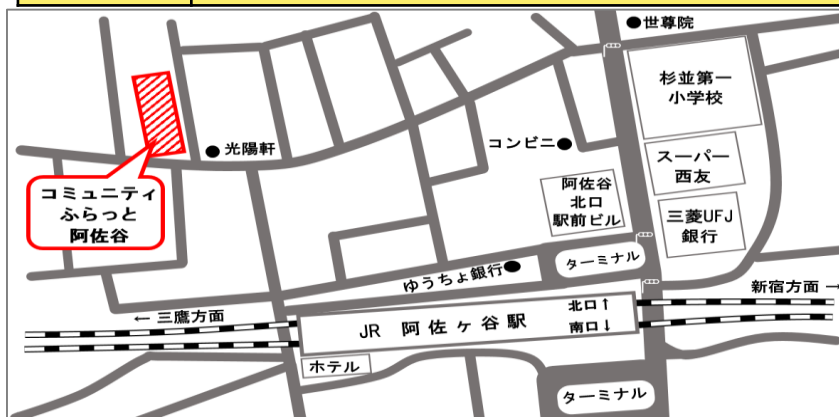 世尊院
杉並第一
小学校
光陽軒
コンビニ
スーパー
西友
コミュニティ
ふらっと
阿佐谷
阿佐谷
北口
駅前ビル
三菱UFJ
銀行
ターミナル
ゆうちょ銀行
新宿方面 →
← 三鷹方面
JR 阿佐ヶ谷駅
北口↑
南口↓
ホテル
ターミナル